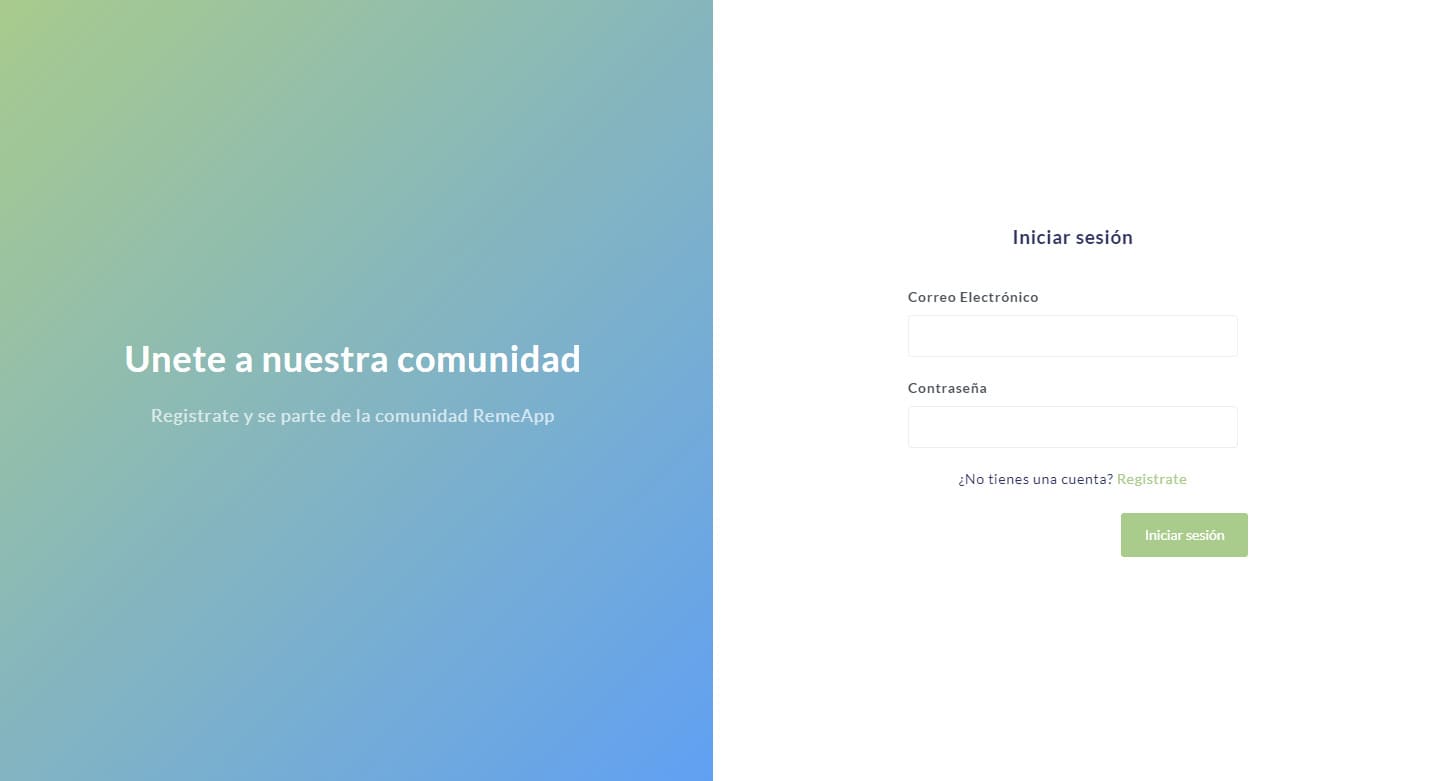 Unete a nuestra comunidad
Registrate y se parte de la comunidad RemeApp
Iniciar sesión
Correo Electrónico
Contraseña
¿No tienes una cuenta? Registrate
Iniciar sesión